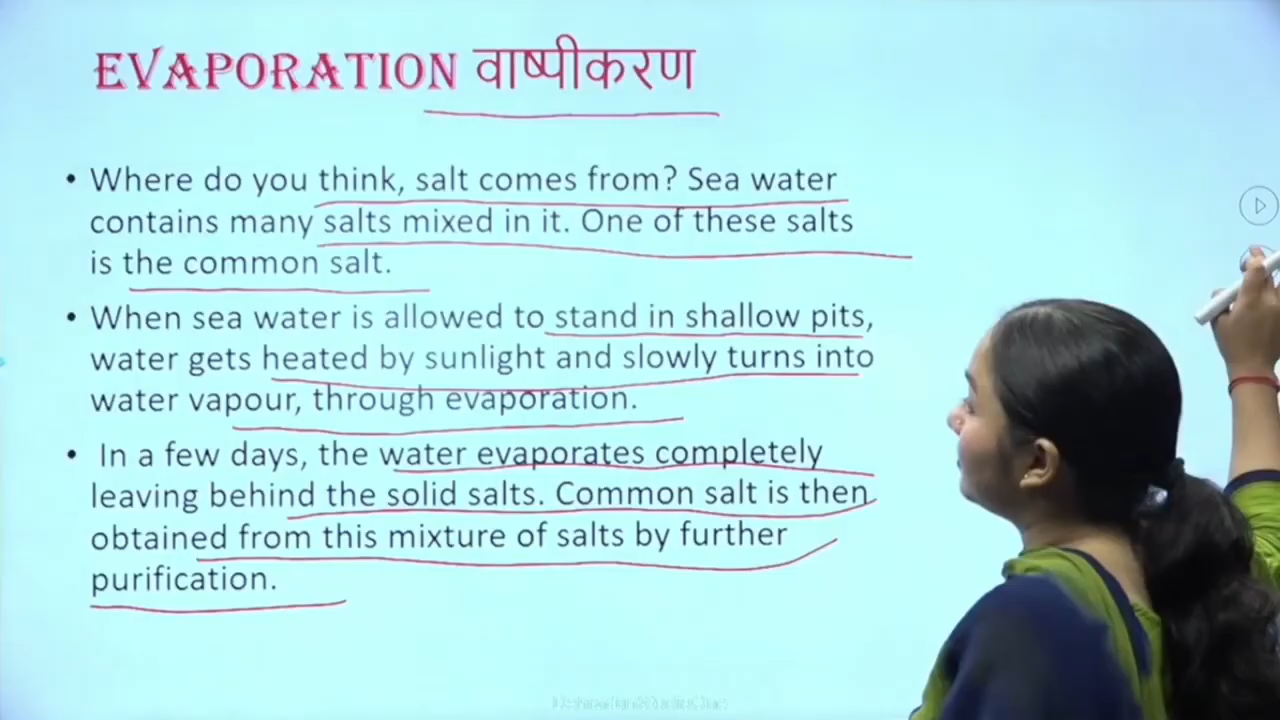 EVAPORATION वाष्पीकरण
• Where do you think, salt comes from? Sea water
contains many salts mixed in it. One of these salts
is the common salt.
• When sea water is allowed to stand in shallow pits,
water gets heated by sunlight and slowly turns into
water vapour, through evaporation.
• In a few days, the water evaporates completely
leaving behind the solid salts. Common salt is then
obtained from this mixture of salts by further
purification.